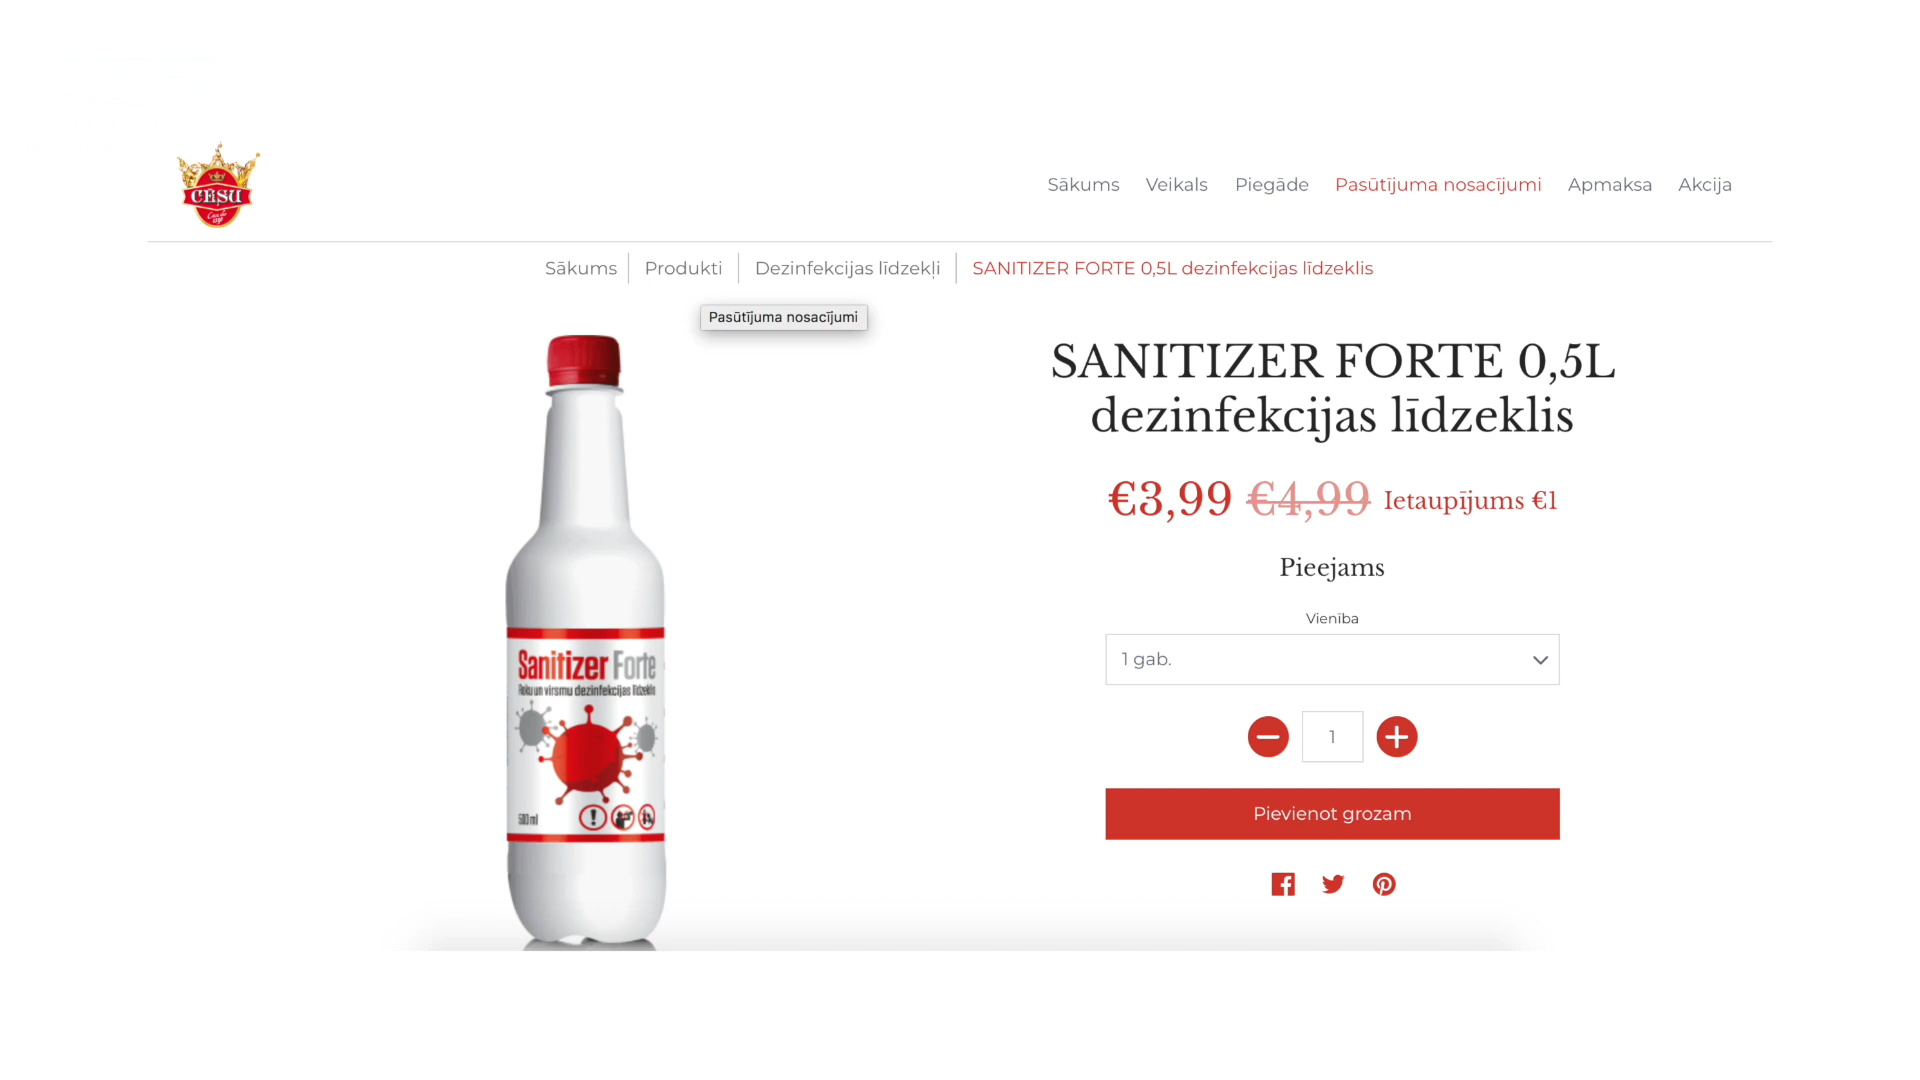 CĒSU
Sākums Veikals Piegāde Pasūtījuma nosacījumi Apmaksa Akcija
Sākums Produkti Dezinfekcijas līdzekļi SANITIZER FORTE 0,5L dezinfekcijas līdzeklis
Pasūtījuma nosacījumi
SANITIZER FORTE 0,5L
dezinfekcijas līdzeklis
€3,99 €4,99 Ietaupījums €1
Pieejams
Vienība
1 gab.
1
Pievienot grozam
Sanitizer Forte
Roku un virsmu dezinfekcijas līdzeklis
500 ml